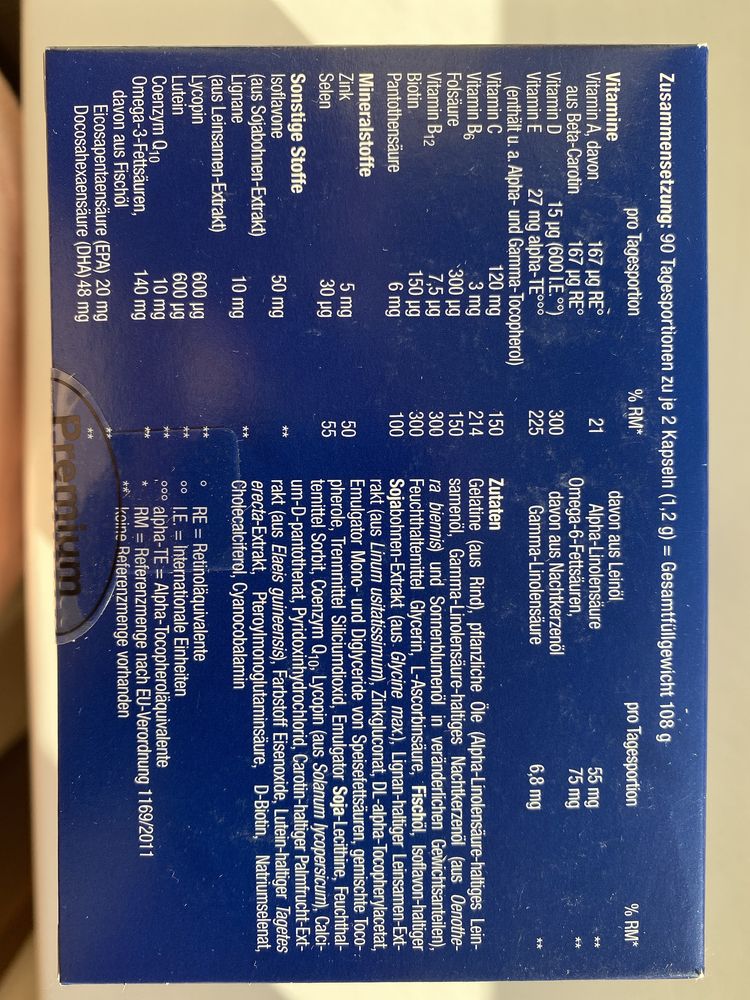 Zusammensetzung: 90 Tagesportionen zu je 2 Kapseln (1,2 g) = Gesamtfüllgewicht 108 g
pro Tagesportion % RM*
Vitamine
Vitamin A, davon 167 µg RE° 21
aus Beta-Carotin 167 µg RE°
Vitamin D 15 µg (600 I.E.°°) 300
Vitamin E 27 mg alpha-TE°°° 225
(enthält u. a. Alpha- und Gamma-Tocopherol)
Vitamin C 120 mg 150
Vitamin B6 3 mg 214
Folsäure 300 µg 150
Vitamin B12 7,5 µg 300
Biotin 150 µg 300
Pantothensäure 6 mg 100
Mineralstoffe
Zink 5 mg 50
Selen 30 µg 55
Sonstige Stoffe
Isoflavone
(aus Sojabohnen-Extrakt) 50 mg **
Lignane
(aus Leinsamen-Extrakt) 10 mg **
Lycopin 600 µg **
Lutein 600 µg **
Coenzym Q10 10 mg **
Omega-3-Fettsäuren, 140 mg **
davon aus Fischöl
Eicosapentaensäure (EPA) 20 mg **
Docosahexaensäure (DHA) 48 mg **
pro Tagesportion % RM*
davon aus Leinöl
Alpha-Linolensäure 55 mg **
Omega-6-Fettsäuren, 75 mg **
davon aus Nachtkerzenöl
Gamma-Linolensäure 6,8 mg **
Zutaten
Gelatine (aus Rind), pflanzliche Öle (Alpha-Linolensäure-haltiges Lein-
samenöl, Gamma-Linolensäure-haltiges Nachtkerzenöl (aus Oenothe-
ra biennis) und Sonnenblumenöl in veränderlichen Gewichtsanteilen),
Feuchthaltemittel Glycerin, L-Ascorbinsäure, Fischöl, Isoflavon-haltiger
Sojabohnen-Extrakt (aus Glycine max.), Lignan-haltiger Leinsamen-Ext-
rakt (aus Linum usitatissimum), Zinkgluconat, DL-alpha-Tocopherylacetat,
Emulgator Mono- und Diglyceride von Speisefettsäuren, gemischte Toco-
pherole, Trennmittel Siliciumdioxid, Emulgator Soja-Lecithine, Feuchthal-
temittel Sorbit, Coenzym Q10, Lycopin (aus Solanum lycopersicum), Calci-
um-D-pantothenat, Pyridoxinhydrochlorid, Carotin-haltiger Palmfrucht-Ext-
rakt (aus Elaeis guineensis), Farbstoff Eisenoxide, Lutein-haltiger Tagetes
erecta-Extrakt, Pteroylmonoglutaminsäure, D-Biotin, Natriumselenat,
Cholecalciferol, Cyanocobalamin
° RE = Retinoläquivalente
°° I.E. = Internationale Einheiten
°°° alpha-TE = Alpha-Tocopheroläquivalente
* RM = Referenzmenge nach EU-Verordnung 1169/2011
** keine Referenzmenge vorhanden
Premium